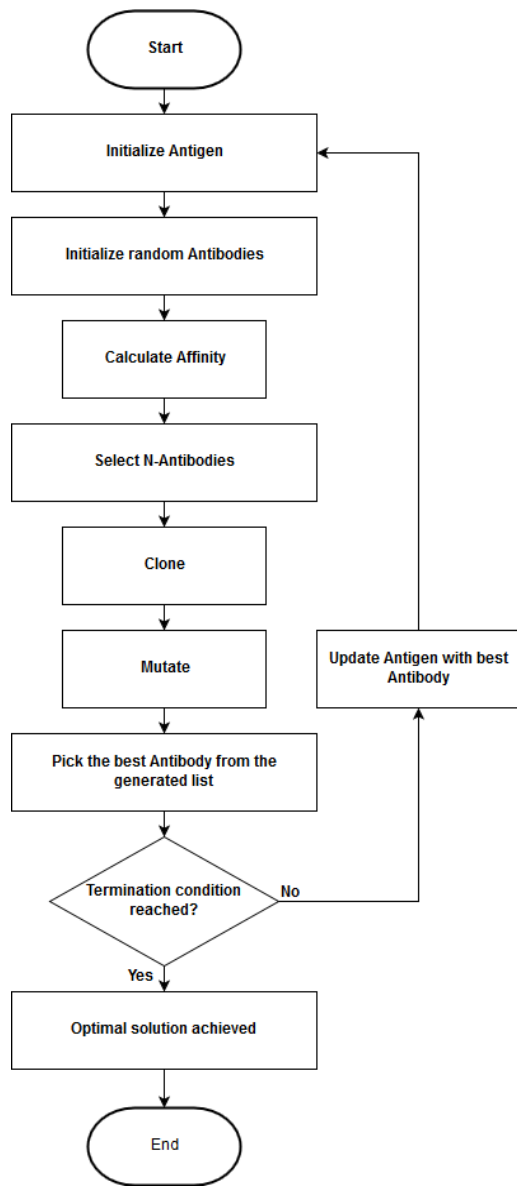 Start
Initialize Antigen
Initialize random Antibodies
Calculate Affinity
Select N-Antibodies
Clone
Mutate
Update Antigen with best
Antibody
Pick the best Antibody from the
generated list
Termination condition
reached?
No
Yes
Optimal solution achieved
End